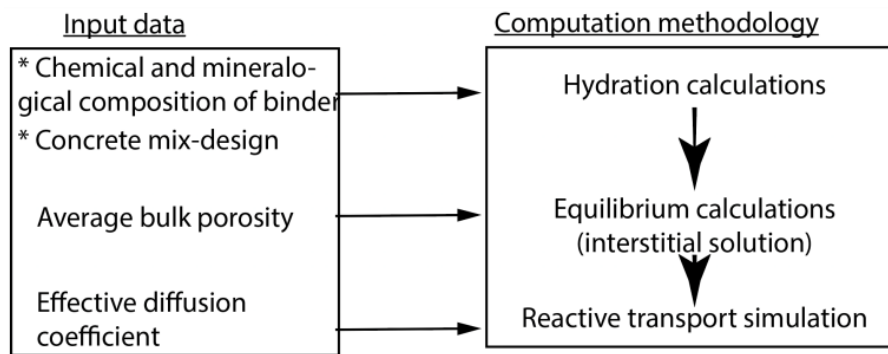 Input data
* Chemical and mineralo-
gical composition of binder
* Concrete mix-design
Average bulk porosity
Effective diffusion
coefficient
Computation methodology
Hydration calculations
Equilibrium calculations
(interstitial solution)
Reactive transport simulation